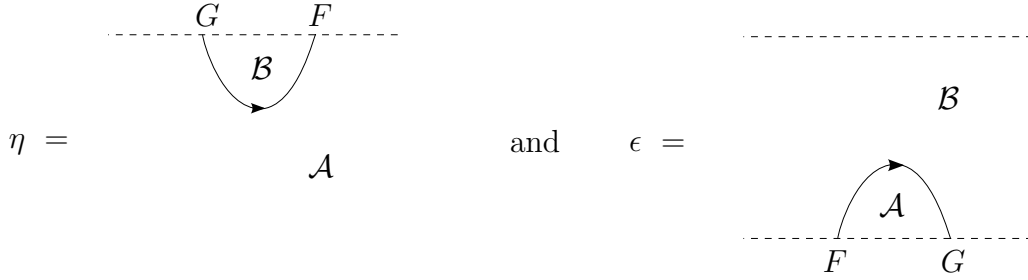 G F
ℬ
ℬ
η = and ϵ =
𝒜
𝒜
F G